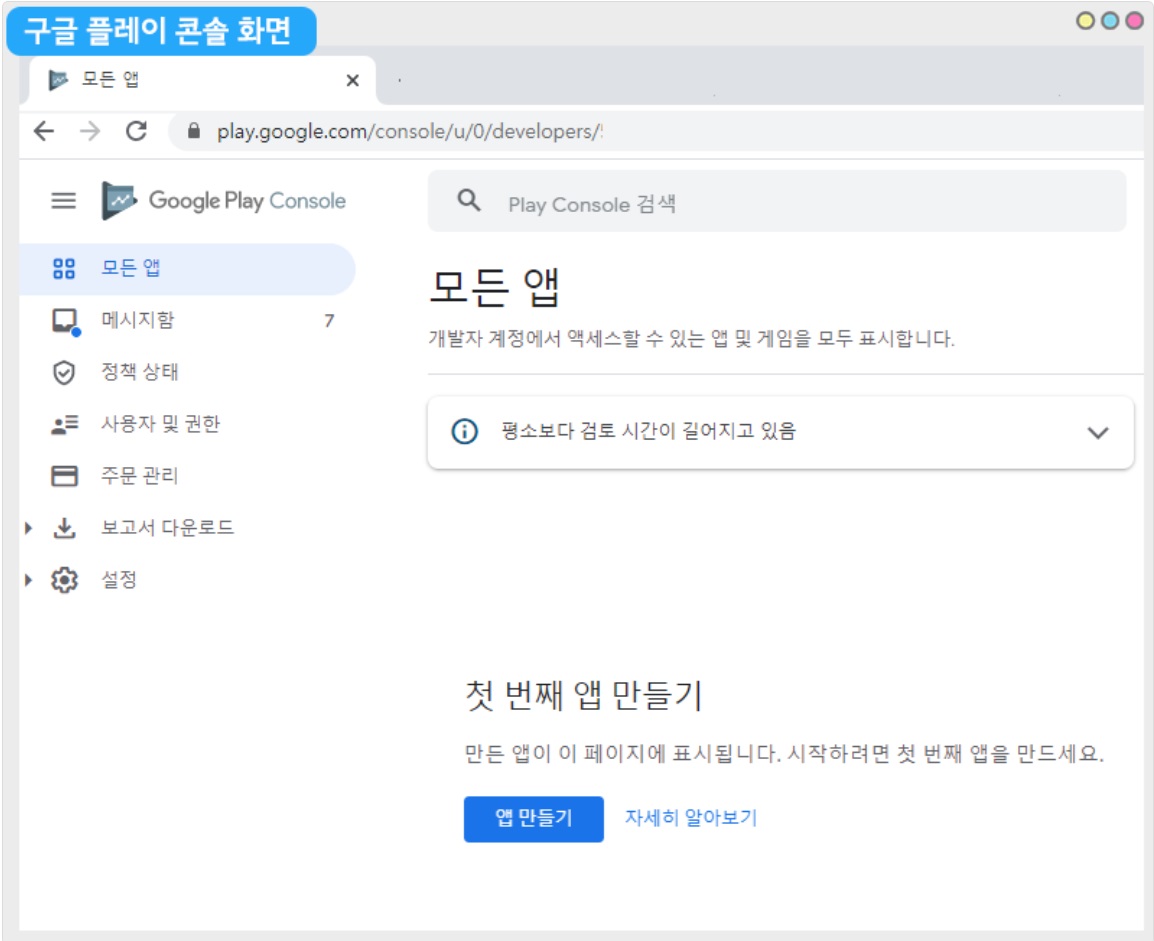 구글 플레이 콘솔 화면
모든 앱
play.google.com/console/u/0/developers/
Google Play Console
Play Console 검색
모든 앱
메시지함 7
정책 상태
사용자 및 권한
주문 관리
보고서 다운로드
설정
모든 앱
개발자 계정에서 액세스할 수 있는 앱 및 게임을 모두 표시합니다.
평소보다 검토 시간이 길어지고 있음
첫 번째 앱 만들기
만든 앱이 이 페이지에 표시됩니다. 시작하려면 첫 번째 앱을 만드세요.
앱 만들기 자세히 알아보기